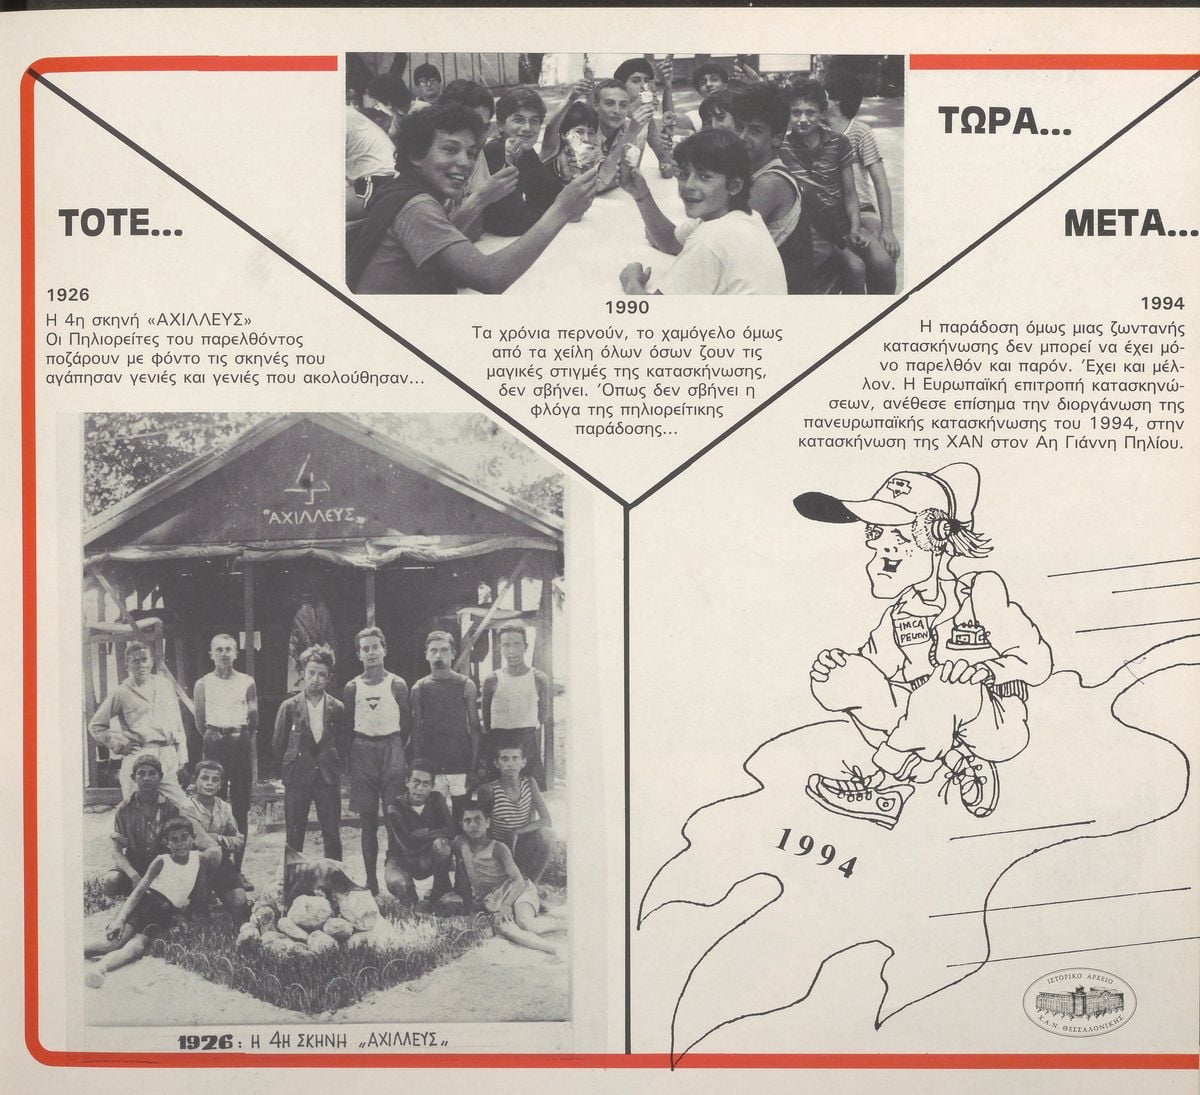 ΤΟΤΕ...
1926
Η 4η σκηνή «ΑΧΙΛΛΕΥΣ»
Οι Πηλιορείτες του παρελθόντος
ποζάρουν με φόντο τις σκηνές που
αγάπησαν γενιές και γενιές που ακολούθησαν...
4
"ΑΧΙΛΛΕΥΣ„
1926: Η 4Η ΣΚΗΝΗ „ΑΧΙΛΛΕΥΣ„
ΤΩΡΑ...
1990
Τα χρόνια περνούν, το χαμόγελο όμως
από τα χείλη όλων όσων ζουν τις
μαγικές στιγμές της κατασκήνωσης,
δεν σβήνει. Όπως δεν σβήνει η
φλόγα της πηλιορείτικης
παράδοσης...
ΜΕΤΑ...
1994
Η παράδοση όμως μιας ζωντανής
κατασκήνωσης δεν μπορεί να έχει μό-
νο παρελθόν και παρόν. Έχει και μέλ-
λον. Η Ευρωπαϊκή επιτροπή κατασκηνώ-
σεων, ανέθεσε επίσημα την διοργάνωση της
πανευρωπαϊκής κατασκήνωσης του 1994, στην
κατασκήνωση της ΧΑΝ στον Αη Γιάννη Πηλίου.
YMCA
PELION
1994
ΙΣΤΟΡΙΚΟ ΑΡΧΕΙΟ
Χ.Α.Ν. ΘΕΣΣΑΛΟΝΙΚΗΣ